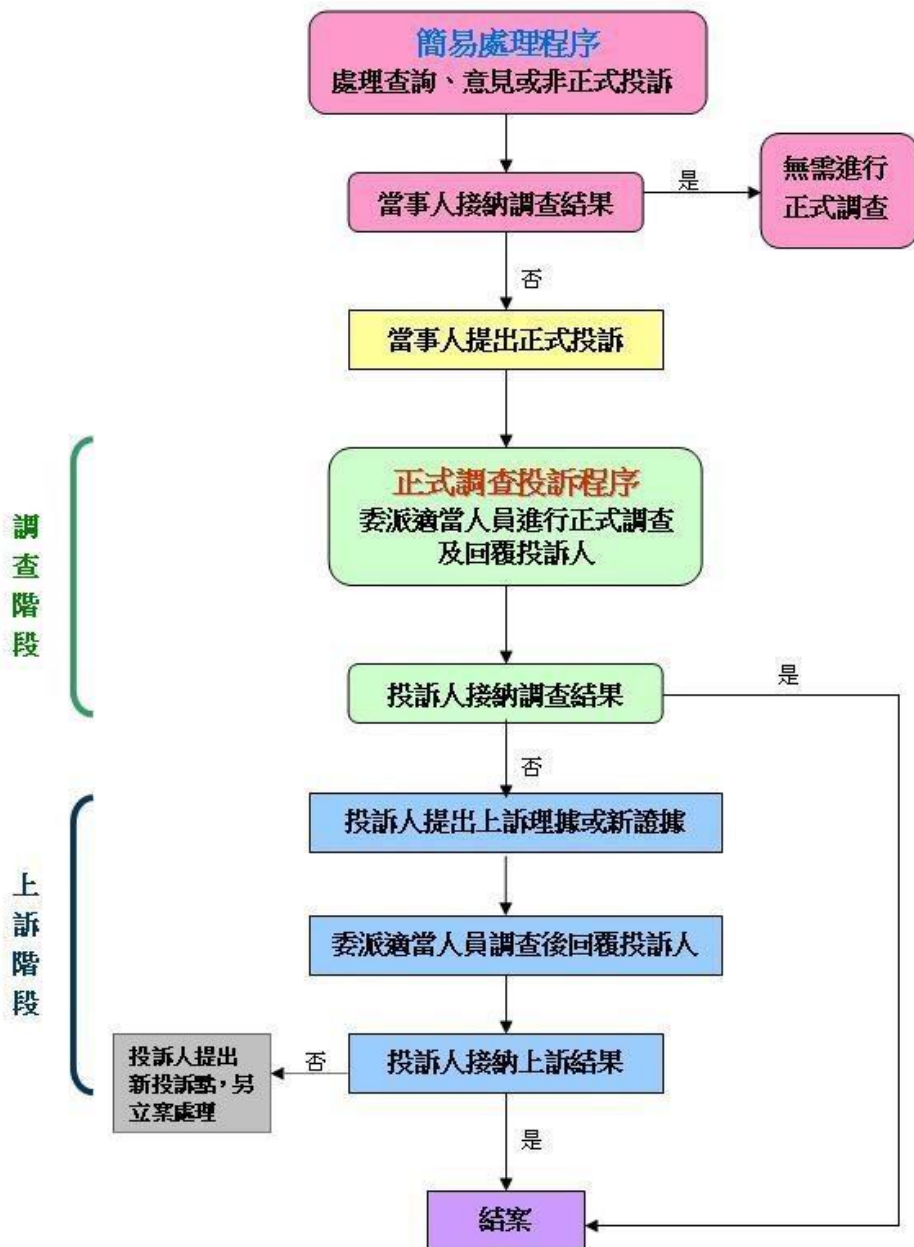 簡易處理程序
處理查詢、意見或非正式投訴
當事人接納調查結果
是
無需進行
正式調查
否
當事人提出正式投訴
調查階段
正式調查投訴程序
委派適當人員進行正式調查
及回覆投訴人
投訴人接納調查結果
是
否
上訴階段
投訴人提出上訴理據或新證據
委派適當人員調查後回覆投訴人
投訴人接納上訴結果
否
投訴人提出
新投訴點，另
立案處理
是
結案